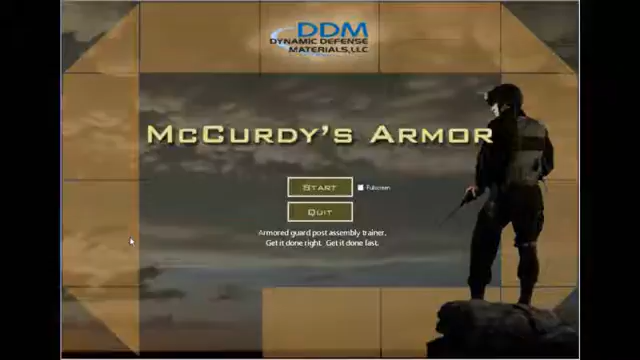 DDM
DYNAMIC DEFENSE
MATERIALS, LLC
McCurdy's Armor
Start
Fullscreen
Quit
Armored guard post assembly trainer.
Get it done right. Get it done fast.